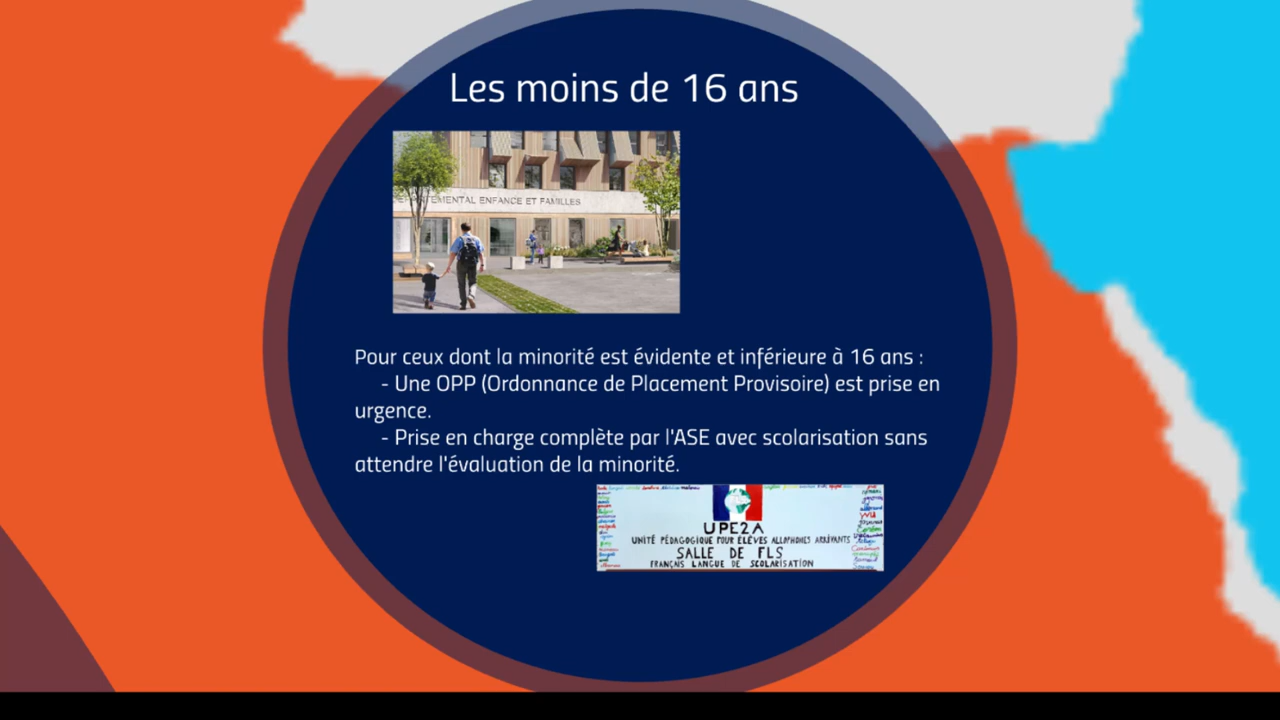 Les moins de 16 ans
ENFANCE ET FAMILLES
Pour ceux dont la minorité est évidente et inférieure à 16 ans :
- Une OPP (Ordonnance de Placement Provisoire) est prise en
urgence.
- Prise en charge complète par l'ASE avec scolarisation sans
attendre l'évaluation de la minorité.
UPE2A
UNITÉ PÉDAGOGIQUE POUR ELÈVES ALLOPHONES ARRIVANTS
SALLE DE FLS
FRANÇAIS LANGUE DE SCOLARISATION